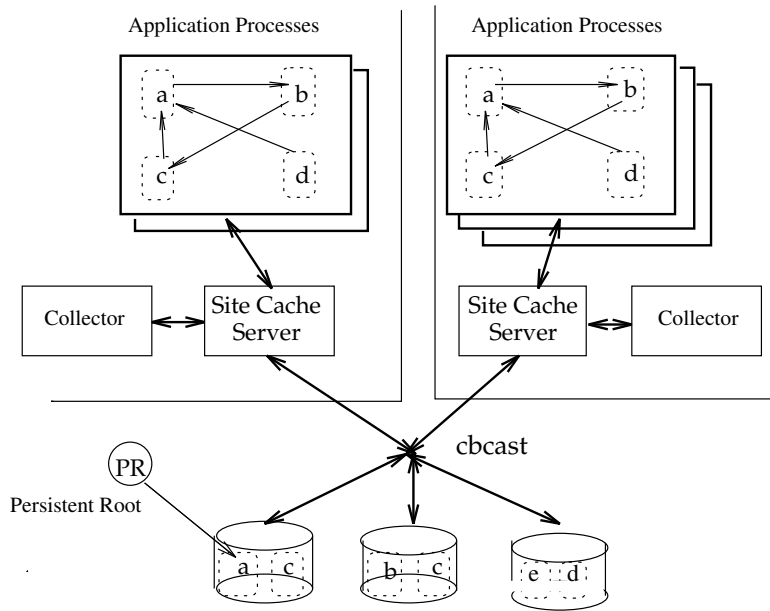 Application Processes
Application Processes
a b
c d
a b
c d
Collector
Site Cache
Server
Site Cache
Server
Collector
cbcast
PR
Persistent Root
a c
b c
e d